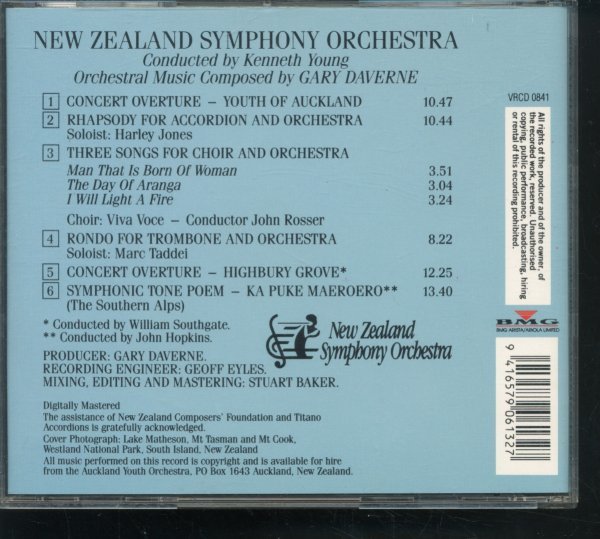 NEW ZEALAND SYMPHONY ORCHESTRA
Conducted by Kenneth Young
Orchestral Music Composed by GARY DAVERNE
1 CONCERT OVERTURE – YOUTH OF AUCKLAND 10.47
2 RHAPSODY FOR ACCORDION AND ORCHESTRA 10.44
Soloist: Harley Jones
3 THREE SONGS FOR CHOIR AND ORCHESTRA
Man That Is Born Of Woman 3.51
The Day Of Aranga 3.04
I Will Light A Fire 3.24
Choir: Viva Voce – Conductor John Rosser
4 RONDO FOR TROMBONE AND ORCHESTRA 8.22
Soloist: Marc Taddei
5 CONCERT OVERTURE – HIGHBURY GROVE* 12.25
6 SYMPHONIC TONE POEM – KA PUKE MAEROERO** 13.40
(The Southern Alps)
* Conducted by William Southgate.
** Conducted by John Hopkins.
New Zealand
Symphony Orchestra
PRODUCER: GARY DAVERNE.
RECORDING ENGINEER: GEOFF EYLES.
MIXING, EDITING AND MASTERING: STUART BAKER.
Digitally Mastered
The assistance of New Zealand Composers' Foundation and Titano
Accordions is gratefully acknowledged.
Cover Photograph: Lake Matheson, Mt Tasman and Mt Cook,
Westland National Park, South Island, New Zealand
All music performed on this record is copyright and is available for hire
from the Auckland Youth Orchestra, PO Box 1643 Auckland, New Zealand.
VRCD 0841
All rights of the producer and of the owner, of
the recorded work, reserved. Unauthorised
copying, public performance, broadcasting, hiring
or rental of this recording prohibited.
BMG
BMG ARISTA/ARIOLA LIMITED
9 416579 061327